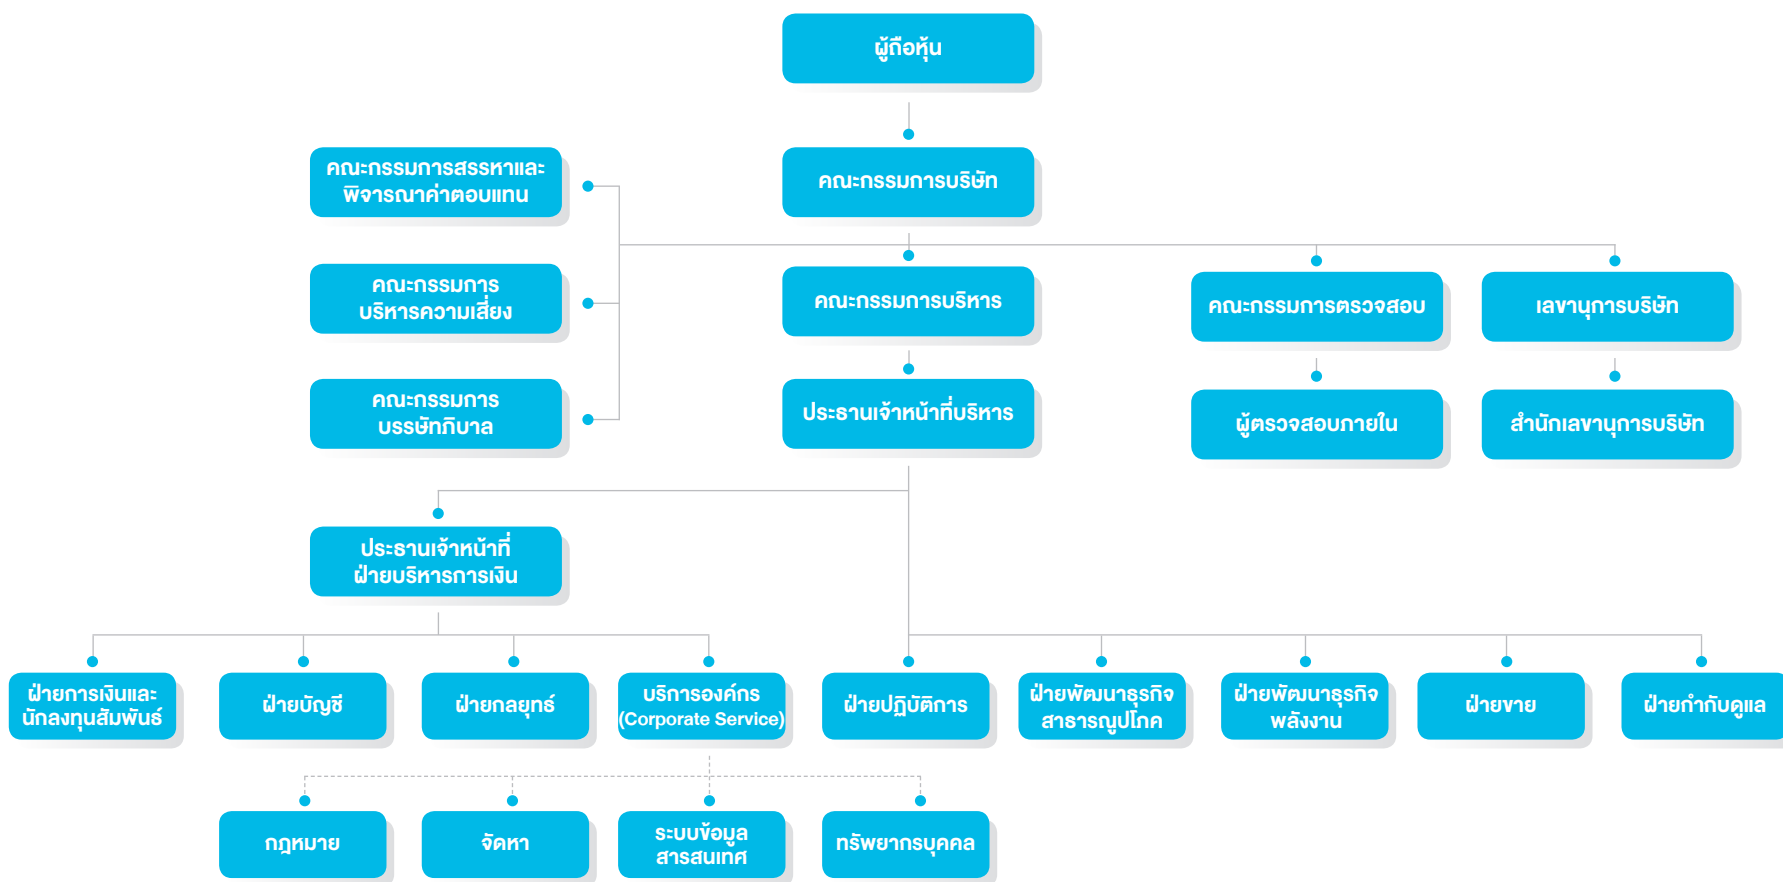 ผู้ถือหุ้น
คณะกรรมการสรรหาและ
พิจารณาค่าตอบแทน
คณะกรรมการบริษัท
คณะกรรมการ
บริหารความเสี่ยง
คณะกรรมการบริหาร
คณะกรรมการตรวจสอบ
เลขานุการบริษัท
คณะกรรมการ
บรรษัทภิบาล
ประธานเจ้าหน้าที่บริหาร
ผู้ตรวจสอบภายใน
สำนักเลขานุการบริษัท
ประธานเจ้าหน้าที่
ฝ่ายบริหารการเงิน
ฝ่ายการเงินและ
นักลงทุนสัมพันธ์
ฝ่ายบัญชี
ฝ่ายกลยุทธ์
บริการองค์กร
(Corporate Service)
ฝ่ายปฏิบัติการ
ฝ่ายพัฒนาธุรกิจ
สาธารณูปโภค
ฝ่ายพัฒนาธุรกิจ
พลังงาน
ฝ่ายขาย
ฝ่ายกำกับดูแล
กฎหมาย
จัดหา
ระบบข้อมูล
สารสนเทศ
ทรัพยากรบุคคล